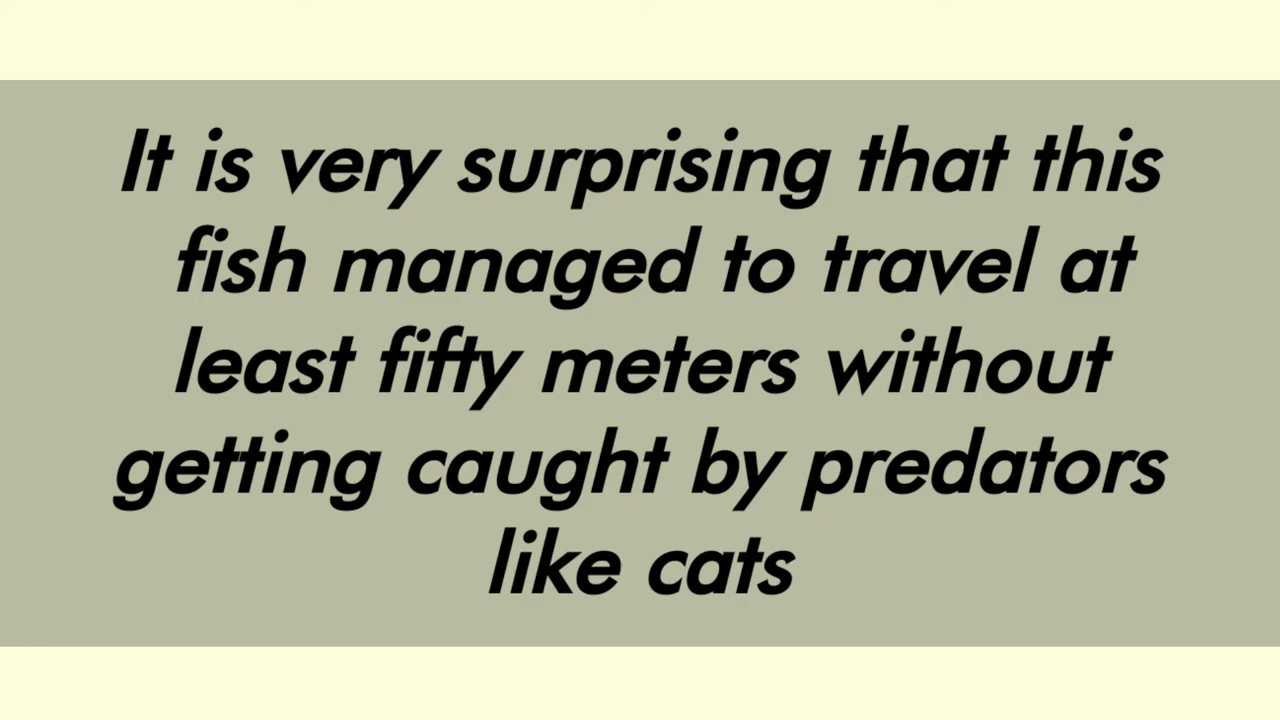 It is very surprising that this
fish managed to travel at
least fifty meters without
getting caught by predators
like cats